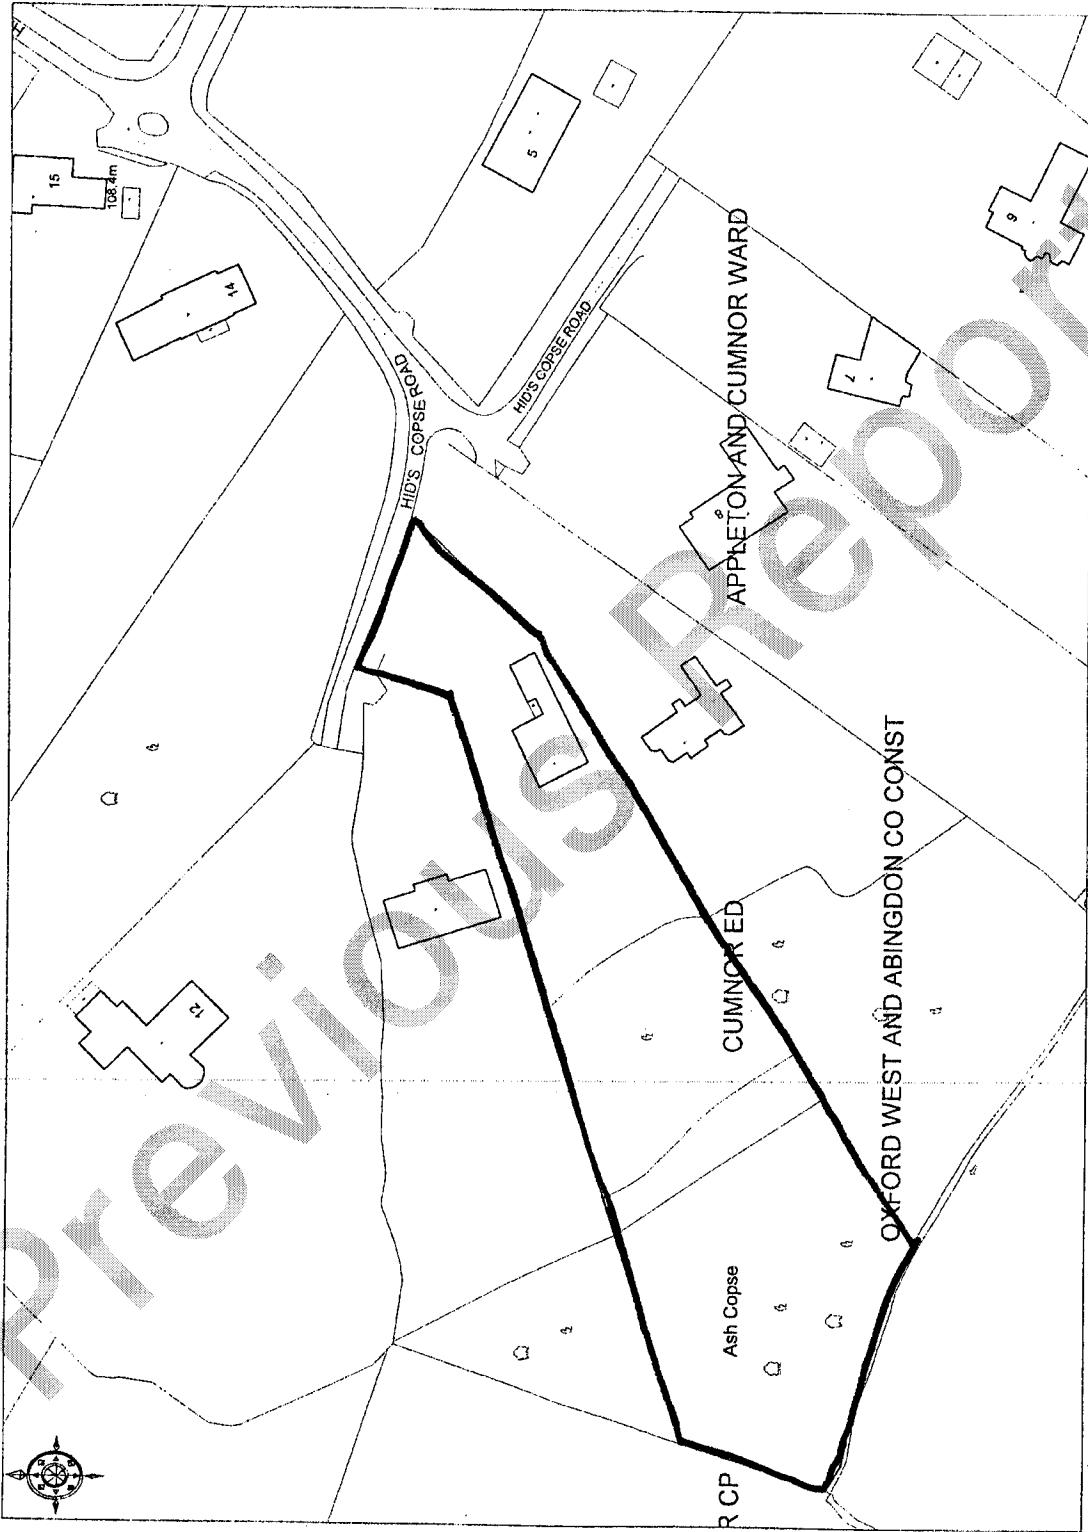 H
15
108.4m
14
5
HID'S COPSE ROAD
HID'S COPSE ROAD
9
7
8
APPLETON AND CUMNOR WARD
12
CUMNOR ED
OXFORD WEST AND ABINGDON CO CONST
Ash Copse
R CP
Previous Report